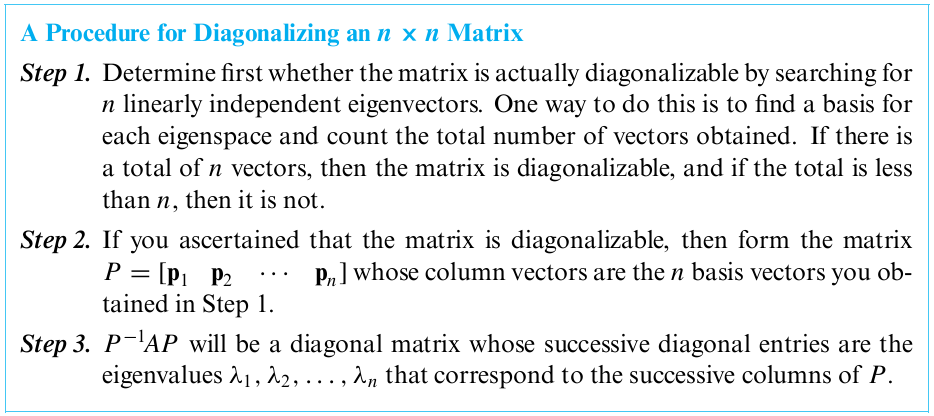 A Procedure for Diagonalizing an n × n Matrix
Step 1. Determine first whether the matrix is actually diagonalizable by searching for
n linearly independent eigenvectors. One way to do this is to find a basis for
each eigenspace and count the total number of vectors obtained. If there is
a total of n vectors, then the matrix is diagonalizable, and if the total is less
than n, then it is not.
Step 2. If you ascertained that the matrix is diagonalizable, then form the matrix
P = [p₁ p₂ ⋯ pₙ] whose column vectors are the n basis vectors you ob-
tained in Step 1.
Step 3. P⁻¹AP will be a diagonal matrix whose successive diagonal entries are the
eigenvalues λ₁, λ₂, . . . , λₙ that correspond to the successive columns of P.